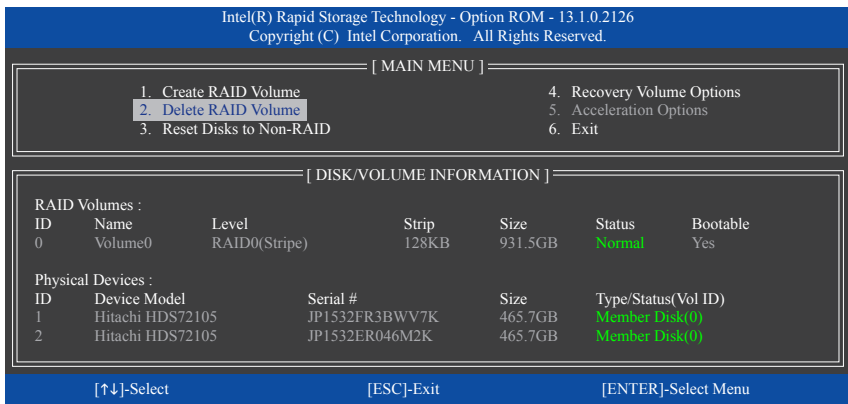 Intel(R) Rapid Storage Technology - Option ROM - 13.1.0.2126
Copyright (C) Intel Corporation. All Rights Reserved.
[ MAIN MENU ]
1. Create RAID Volume 4. Recovery Volume Options
2. Delete RAID Volume 5. Acceleration Options
3. Reset Disks to Non-RAID 6. Exit
[ DISK/VOLUME INFORMATION ]
RAID Volumes :
ID Name Level Strip Size Status Bootable
0 Volume0 RAID0(Stripe) 128KB 931.5GB Normal Yes
Physical Devices :
ID Device Model Serial # Size Type/Status(Vol ID)
1 Hitachi HDS72105 JP1532FR3BWV7K 465.7GB Member Disk(0)
2 Hitachi HDS72105 JP1532ER046M2K 465.7GB Member Disk(0)
[↑↓]-Select [ESC]-Exit [ENTER]-Select Menu